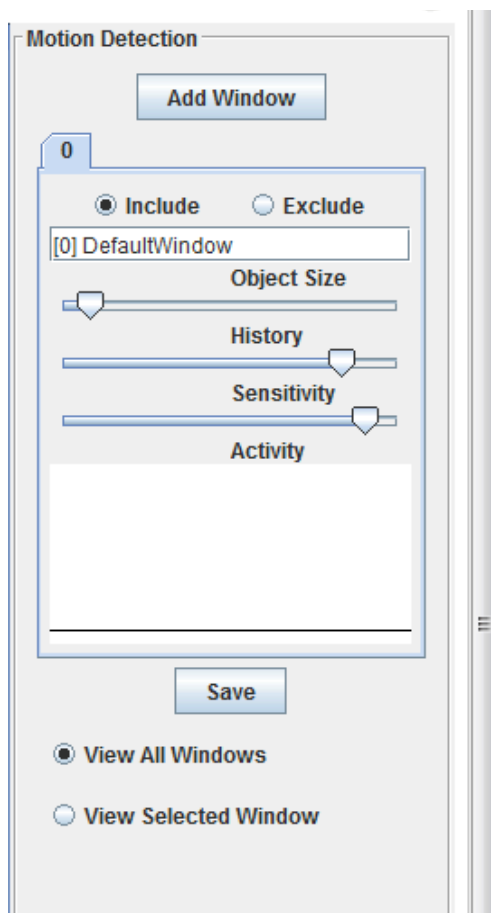 Motion Detection
Add Window
0
Include Exclude
[0] DefaultWindow
Object Size
History
Sensitivity
Activity
Save
View All Windows
View Selected Window